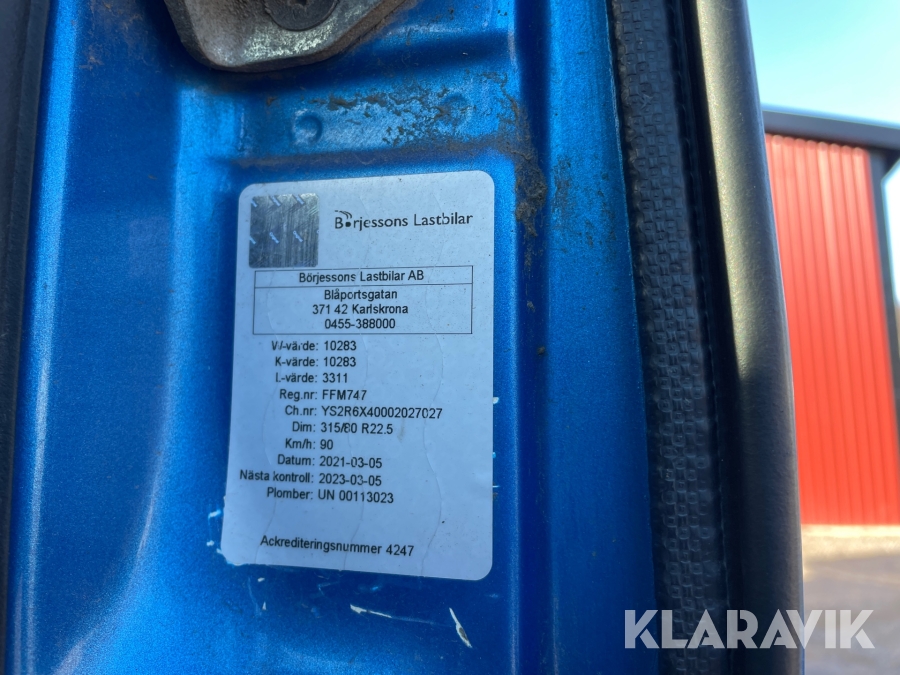 Börjessons Lastbilar
Börjessons Lastbilar AB
Blåportsgatan
371 42 Karlskrona
0455-388000
W-värde: 10283
K-värde: 10283
L-värde: 3311
Reg.nr: FFM747
Ch.nr: YS2R6X40002027027
Dim: 315/80 R22.5
Km/h: 90
Datum: 2021-03-05
Nästa kontroll: 2023-03-05
Plomber: UN 00113023
Ackrediteringsnummer 4247
KLARAVIK